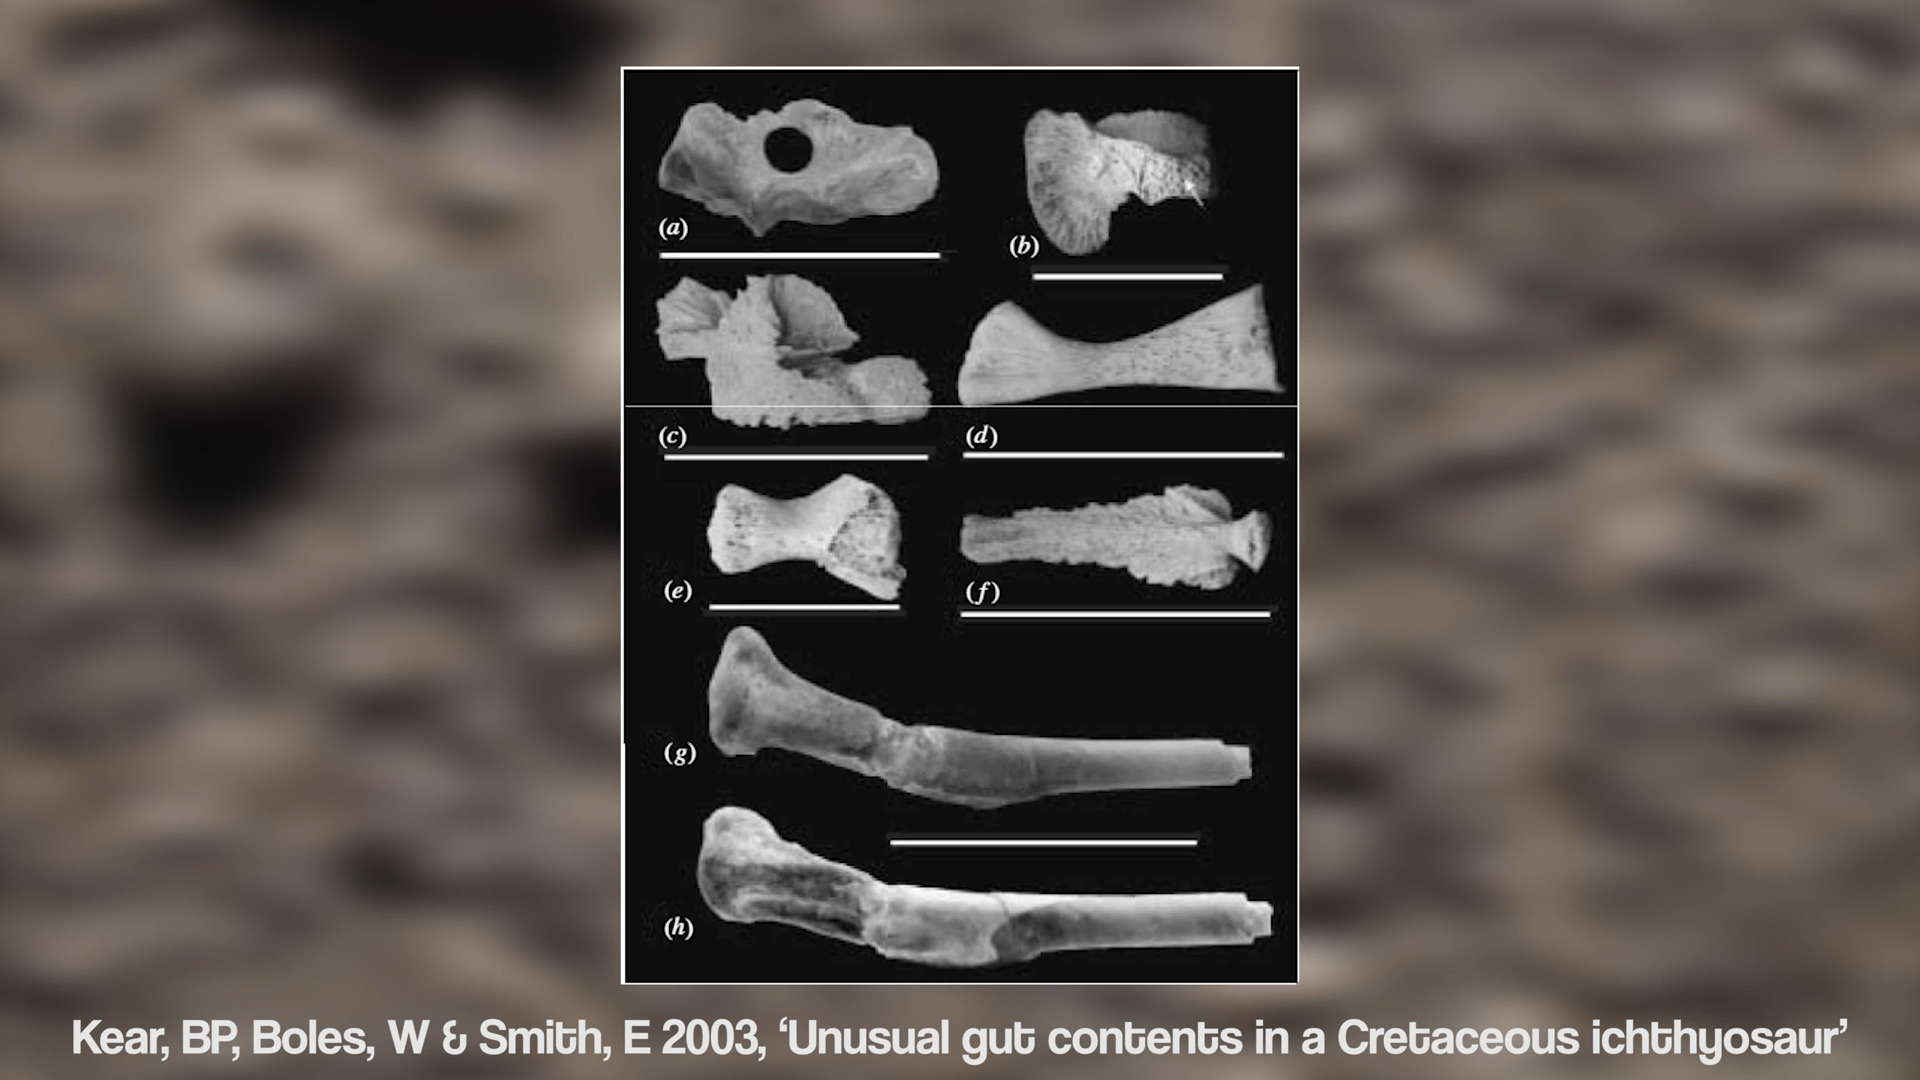 (a)
(b)
(c)
(d)
(e)
(f)
(g)
(h)
Kear, BP, Boles, W & Smith, E 2003, ‘Unusual gut contents in a Cretaceous ichthyosaur’